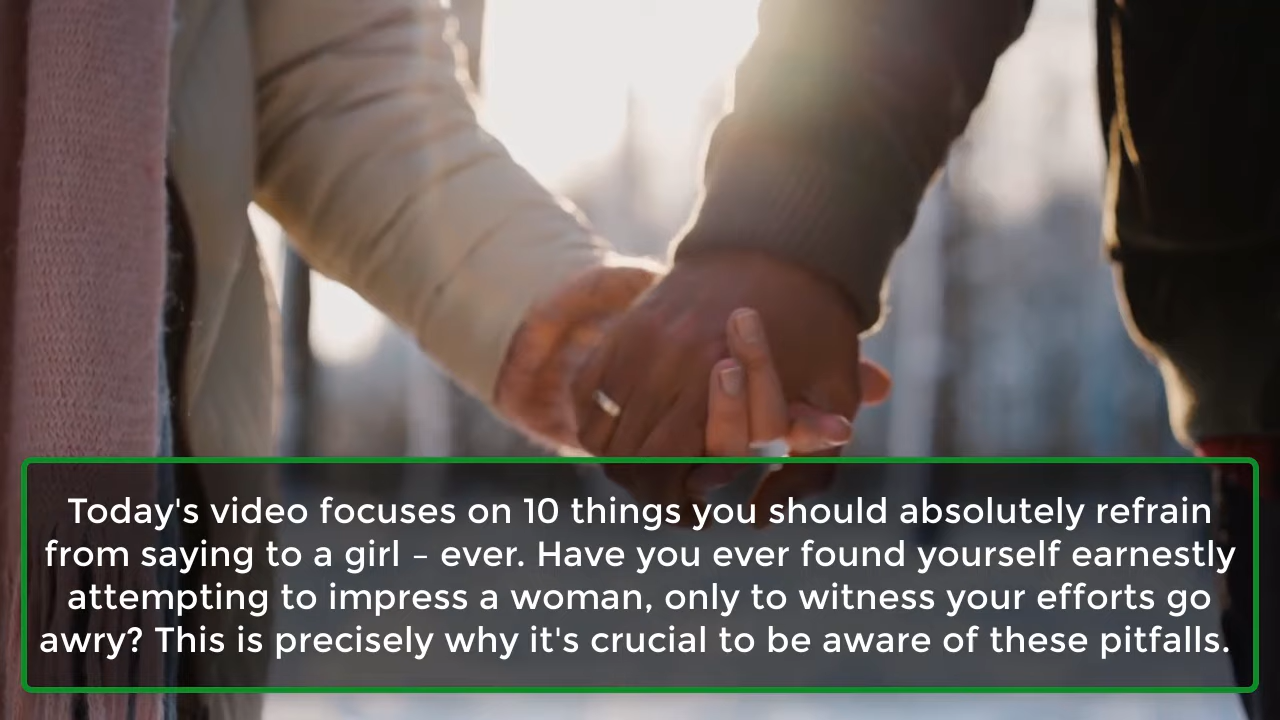 Today's video focuses on 10 things you should absolutely refrain
from saying to a girl – ever. Have you ever found yourself earnestly
attempting to impress a woman, only to witness your efforts go
awry? This is precisely why it's crucial to be aware of these pitfalls.